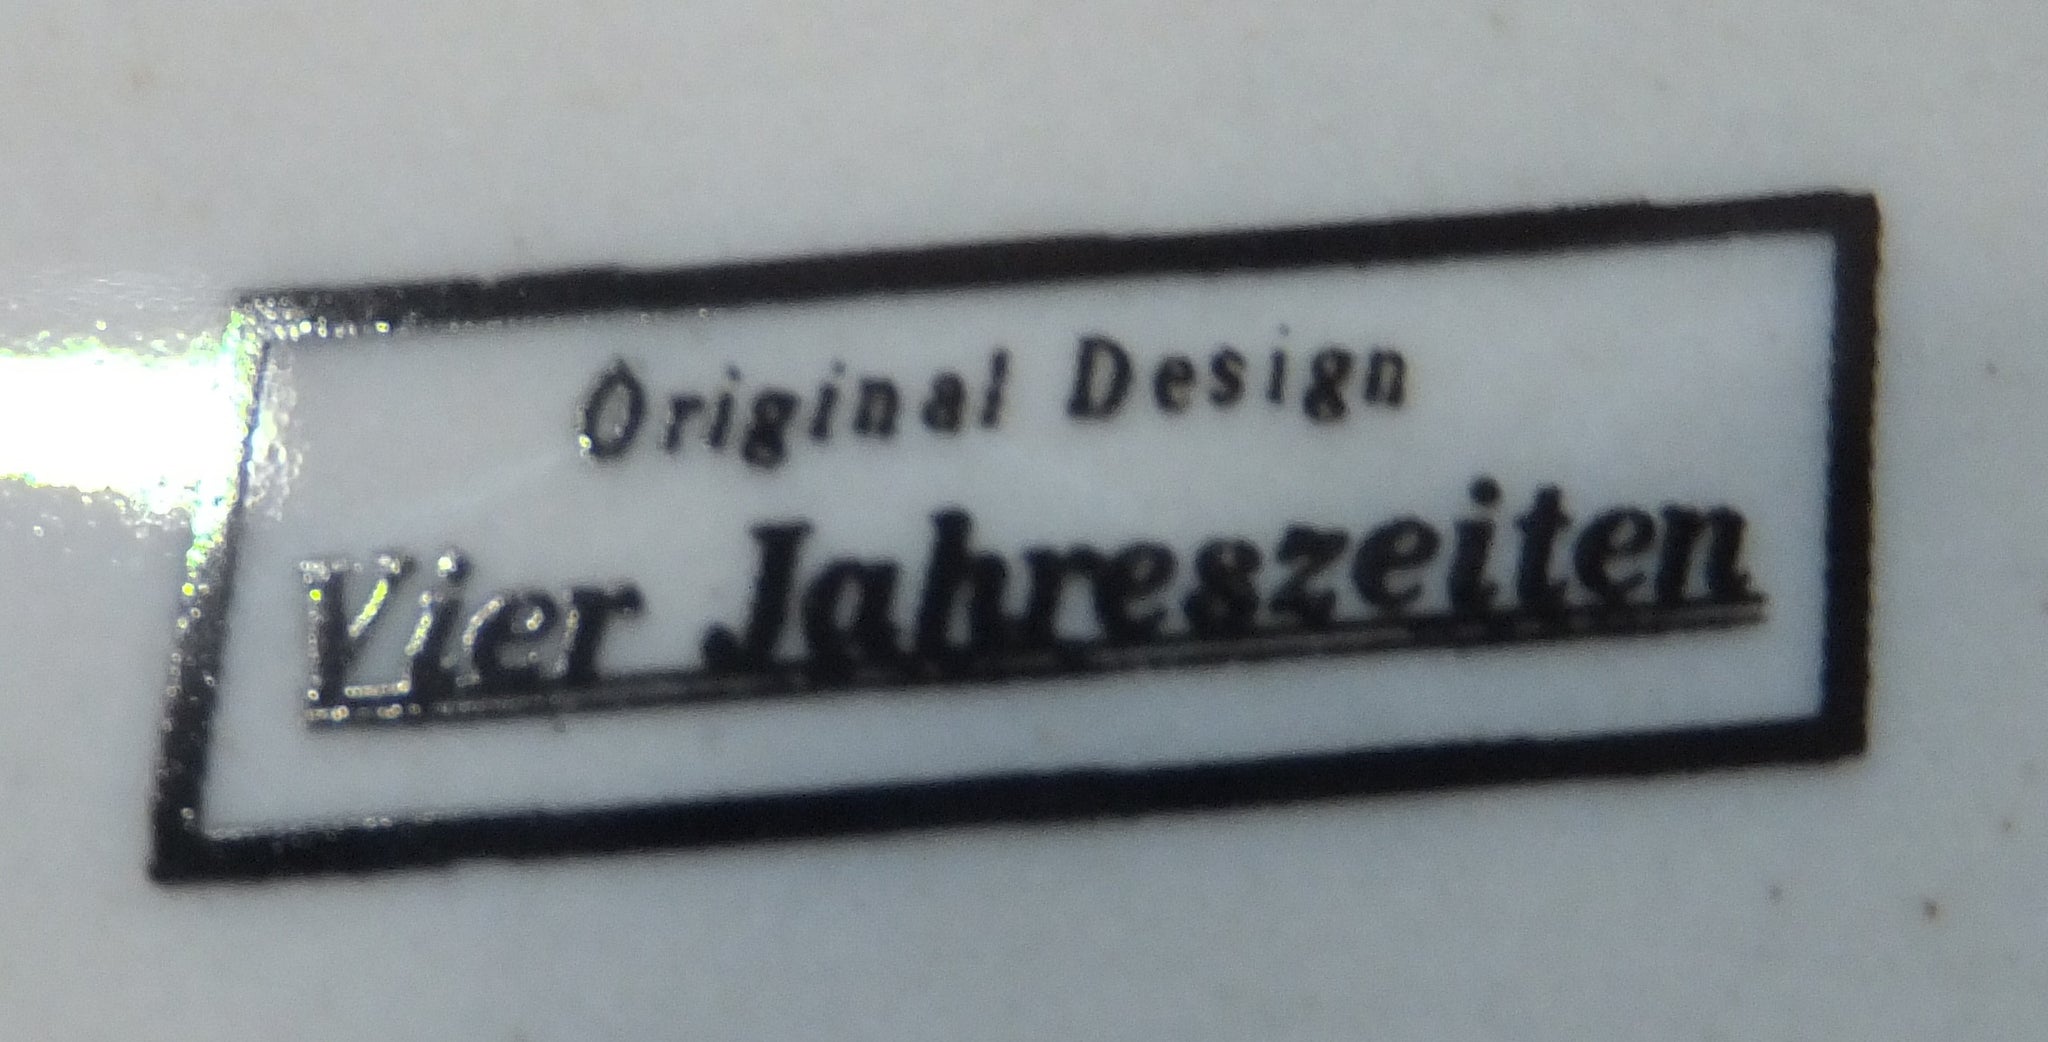 Original Design
Vier Jahreszeiten